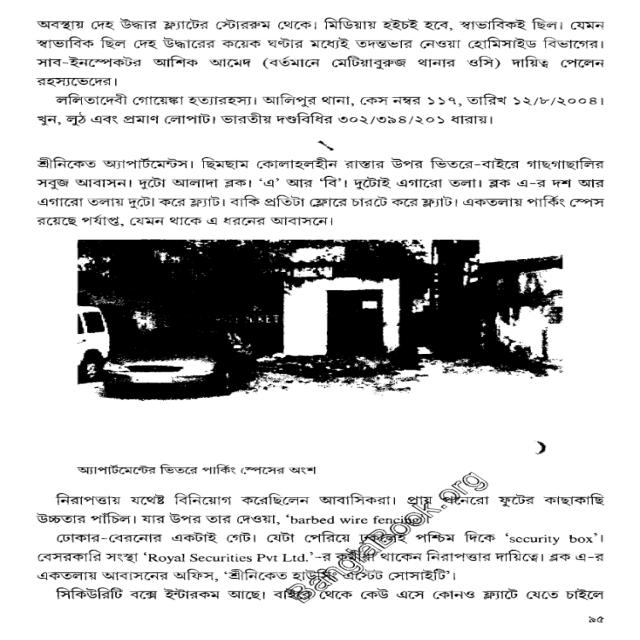 অবস্থায় দেহ উদ্ধার ফ্ল্যাটের স্টোররুম থেকে। মিডিয়ায় হইচই হবে, স্বাভাবিকই ছিল। যেমন
স্বাভাবিক ছিল দেহ উদ্ধারের কয়েক ঘণ্টার মধ্যেই তদন্তভার নেওয়া হোমিসাইড বিভাগের।
সাব-ইনস্পেকটর আশিক আমেদ (বর্তমানে মেটিয়াবুরুজ থানার ওসি) দায়িত্ব পেলেন
রহস্যভেদের।
ললিতাদেবী গোয়েঙ্কা হত্যারহস্য। আলিপুর থানা, কেস নম্বর ১১৭, তারিখ ১২/৮/২০০৪।
খুন, লুঠ এবং প্রমাণ লোপাট। ভারতীয় দণ্ডবিধির ৩০২/৩৯৪/২০১ ধারায়।
শ্রীনিকেত অ্যাপার্টমেন্টস। ছিমছাম কোলাহলহীন রাস্তার উপর ভিতরে-বাইরে গাছগাছালির
সবুজ আবাসন। দুটো আলাদা ব্লক। ‘এ’ আর ‘বি’। দুটোই এগারো তলা। ব্লক এ-র দশ আর
এগারো তলায় দুটো করে ফ্ল্যাট। বাকি প্রতিটা ফ্লোরে চারটে করে ফ্ল্যাট। একতলায় পার্কিং স্পেস
রয়েছে পর্যাপ্ত, যেমন থাকে এ ধরনের আবাসনে।
অ্যাপার্টমেন্টের ভিতরে পার্কিং স্পেসের অংশ
নিরাপত্তায় যথেষ্ট বিনিয়োগ করেছিলেন আবাসিকরা। প্রায় পনেরো ফুটের কাছাকাছি
উচ্চতার পাঁচিল। যার উপর তার দেওয়া, ‘barbed wire fencing
ঢোকার-বেরনোর একটাই গেট। যেটা পেরিয়ে ঢুকলেই পশ্চিম দিকে ‘security box’।
বেসরকারি সংস্থা ‘Royal Securities Pvt Ltd.’-র কর্মীরা থাকেন নিরাপত্তার দায়িত্বে। ব্লক এ-র
একতলায় আবাসনের অফিস, ‘শ্রীনিকেত হাউসিং এস্টেট সোসাইটি’।
সিকিউরিটি বক্সে ইন্টারকম আছে। বাইরে থেকে কেউ এসে কোনও ফ্ল্যাটে যেতে চাইলে
৯৫
BanglaBook.org